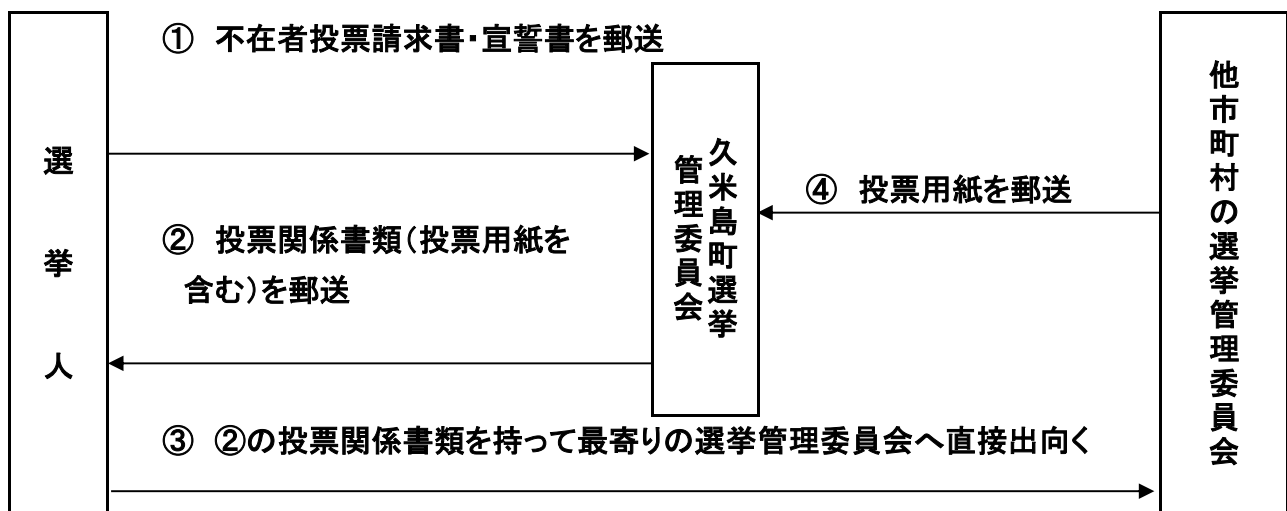 ① 不在者投票請求書・宣誓書を郵送
選挙人
久米島町選挙
管理委員会
他市町村の選挙管理委員会
④ 投票用紙を郵送
② 投票関係書類(投票用紙を
含む)を郵送
③ ②の投票関係書類を持って最寄りの選挙管理委員会へ直接出向く